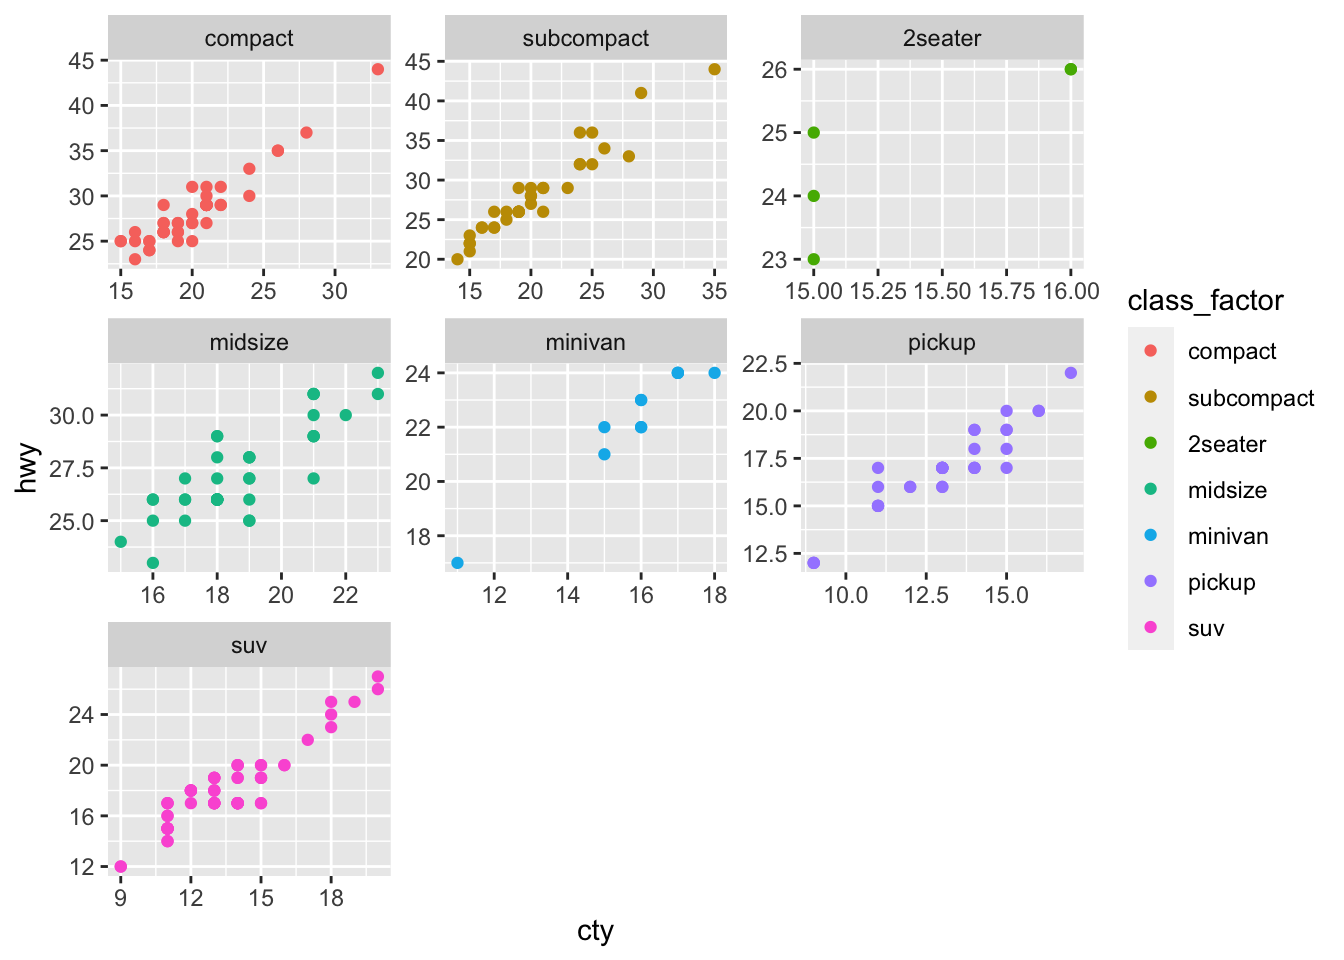 compact
subcompact
2seater
45
40
35
30
25
15 20 25 30
45
40
35
30
25
20
15 20 25 30 35
26
25
24
23
15.00 15.25 15.50 15.75 16.00
midsize
minivan
pickup
30.0
27.5
25.0
16 18 20 22
24
22
20
18
12 14 16 18
22.5
20.0
17.5
15.0
12.5
10.0 12.5 15.0
suv
24
20
16
12
9 12 15 18
hwy
cty
class_factor
compact
subcompact
2seater
midsize
minivan
pickup
suv